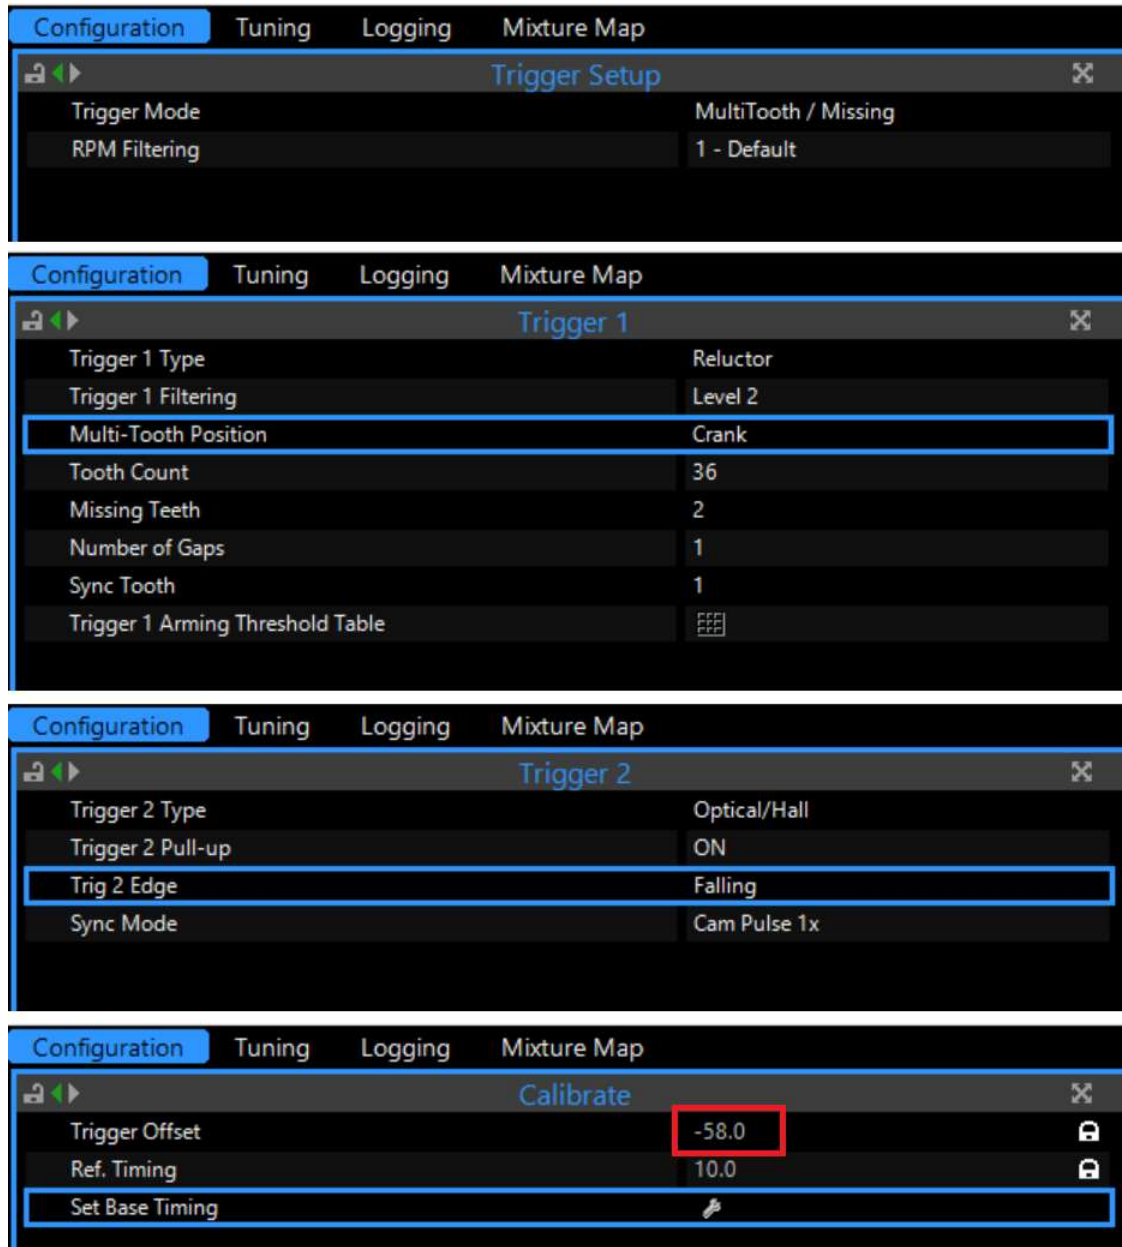 Configuration Tuning Logging Mixture Map
Trigger Setup
Trigger Mode MultiTooth / Missing
RPM Filtering 1 - Default
Configuration Tuning Logging Mixture Map
Trigger 1
Trigger 1 Type Reluctor
Trigger 1 Filtering Level 2
Multi-Tooth Position Crank
Tooth Count 36
Missing Teeth 2
Number of Gaps 1
Sync Tooth 1
Trigger 1 Arming Threshold Table
Configuration Tuning Logging Mixture Map
Trigger 2
Trigger 2 Type Optical/Hall
Trigger 2 Pull-up ON
Trig 2 Edge Falling
Sync Mode Cam Pulse 1x
Configuration Tuning Logging Mixture Map
Calibrate
Trigger Offset -58.0
Ref. Timing 10.0
Set Base Timing